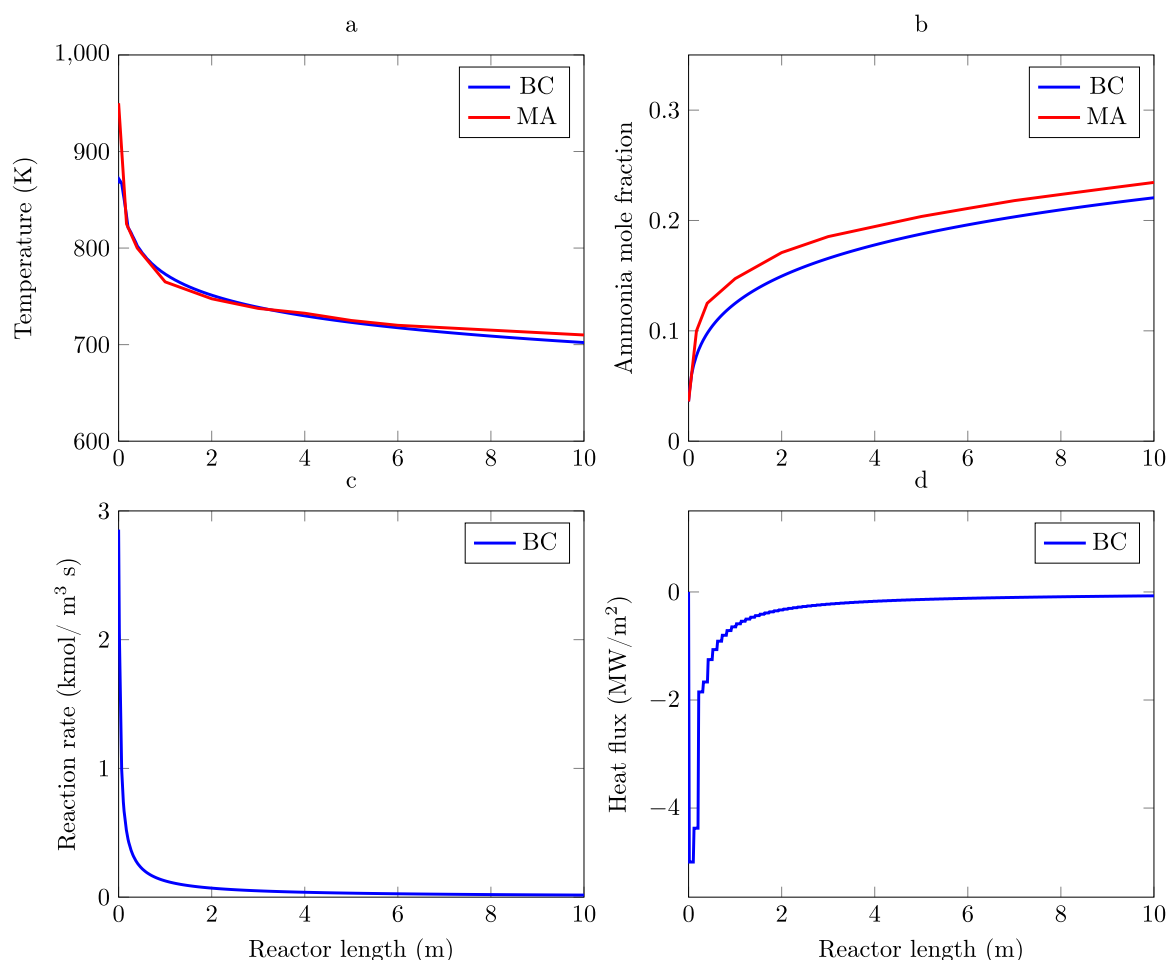 a
1,000
900
800
700
600
0 2 4 6 8 10
Temperature (K)
BC
MA
b
0.3
0.2
0.1
0
0 2 4 6 8 10
Ammonia mole fraction
BC
MA
c
3
2
1
0
0 2 4 6 8 10
Reaction rate (kmol/ m³ s)
Reactor length (m)
BC
d
0
−2
−4
0 2 4 6 8 10
Heat flux (MW/m²)
Reactor length (m)
BC